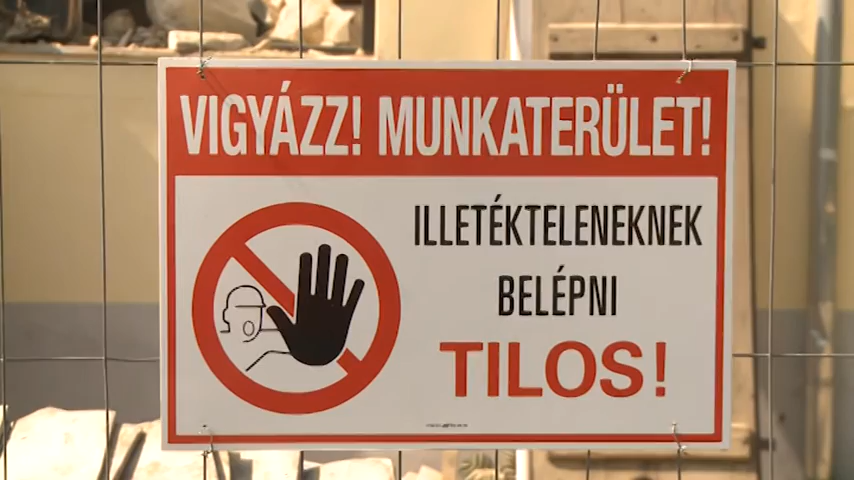 VIGYÁZZ! MUNKATERÜLET!
ILLETÉKTELENEKNEK
BELÉPNI
TILOS!